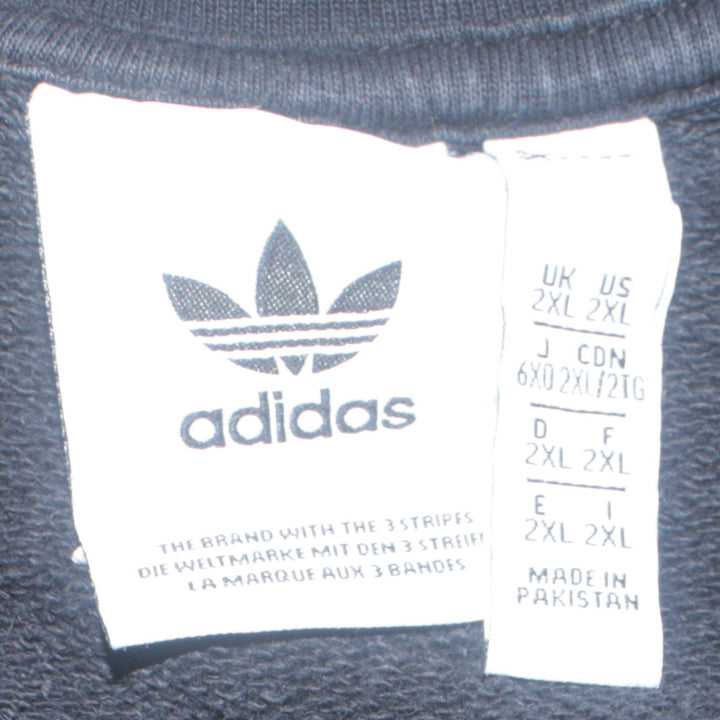 adidas
THE BRAND WITH THE 3 STRIPES
DIE WELTMARKE MIT DEN 3 STREIF
LA MARQUE AUX 3 BANDES
UK US
2XL 2XL
J CDN
6XO 2XL/2TG
D F
2XL 2XL
E I
2XL 2XL
MADE IN
PAKISTAN